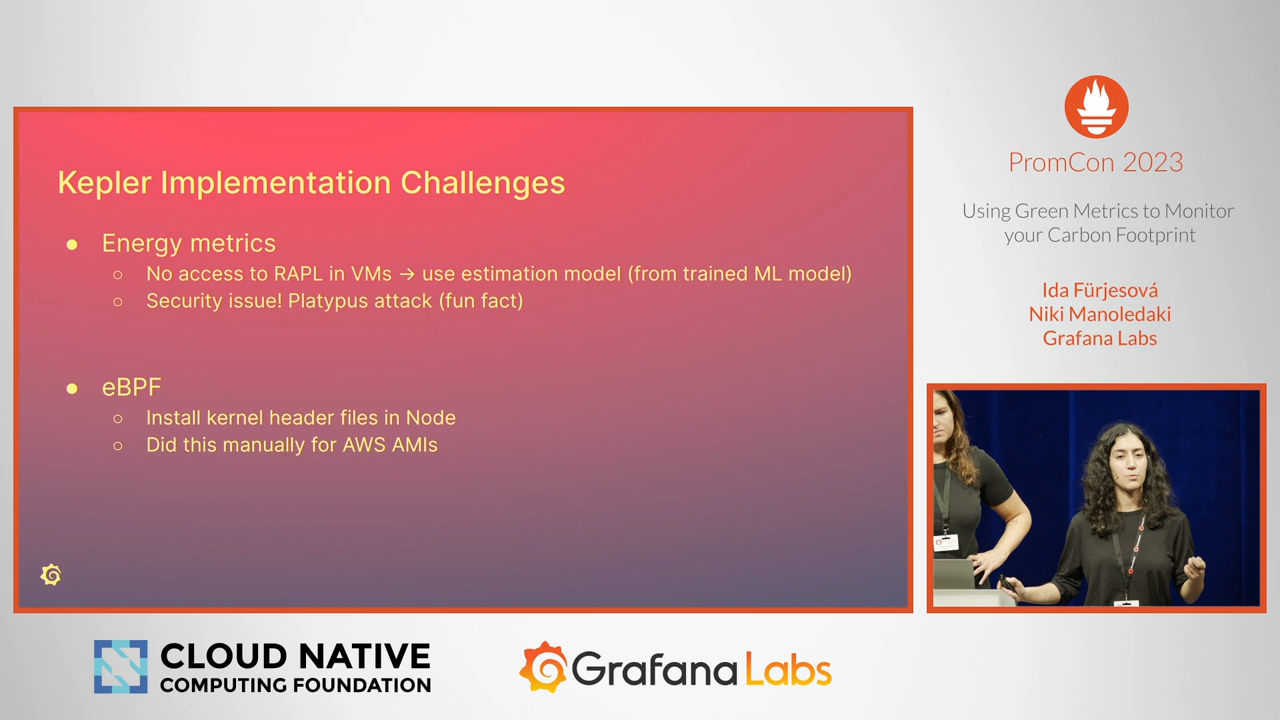 Kepler Implementation Challenges
● Energy metrics
○ No access to RAPL in VMs → use estimation model (from trained ML model)
○ Security issue! Platypus attack (fun fact)
● eBPF
○ Install kernel header files in Node
○ Did this manually for AWS AMIs
PromCon 2023
Using Green Metrics to Monitor
your Carbon Footprint
Ida Fürjesová
Niki Manoledaki
Grafana Labs
CLOUD NATIVE
COMPUTING FOUNDATION
Grafana Labs